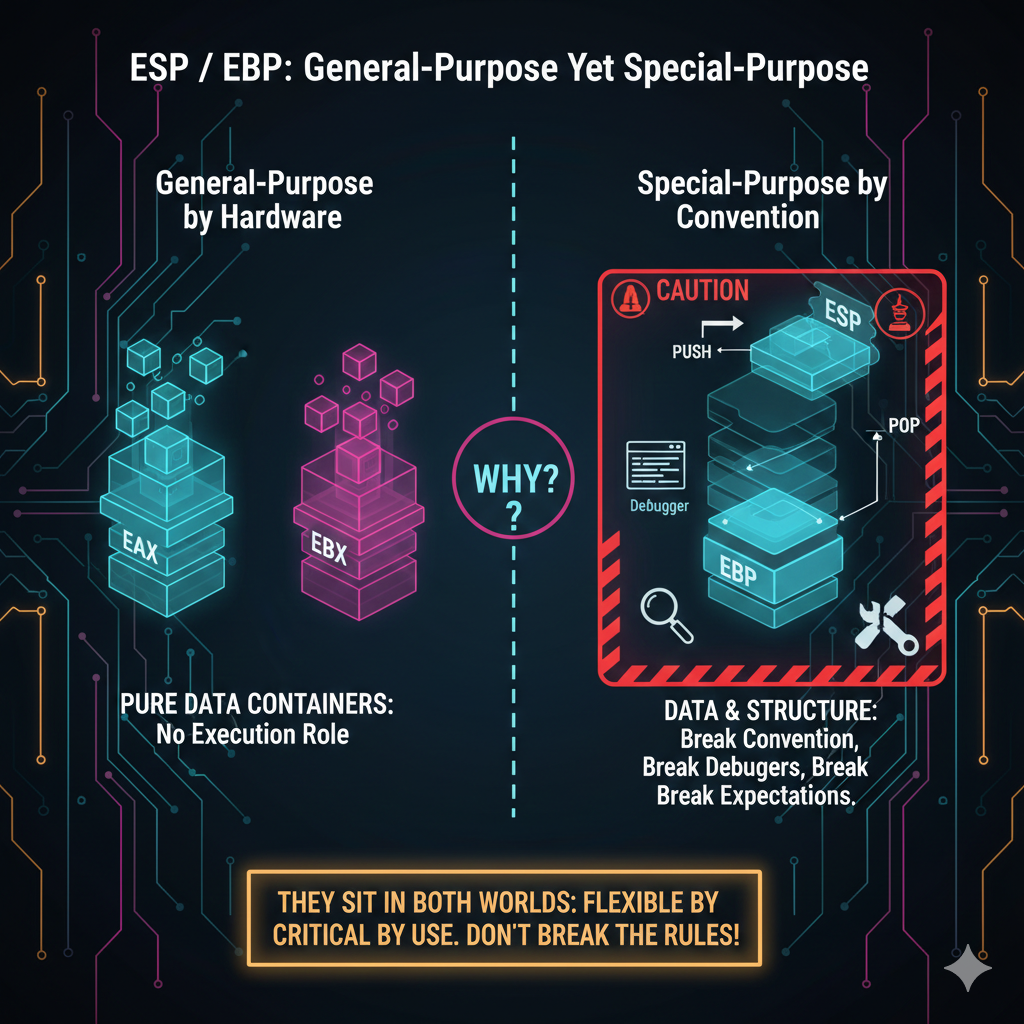 ESP / EBP: General-Purpose Yet Special-Purpose
General-Purpose
by Hardware
EAX
EBX
PURE DATA CONTAINERS:
No Execution Role
WHY?
?
Special-Purpose by
Convention
CAUTION
ESP
PUSH
POP
Debugger
EBP
DATA & STRUCTURE:
Break Convention,
Break Debugers, Break
Break Expectations.
THEY SIT IN BOTH WORLDS: FLEXIBLE BY
CRITICAL BY USE. DON'T BREAK THE RULES!